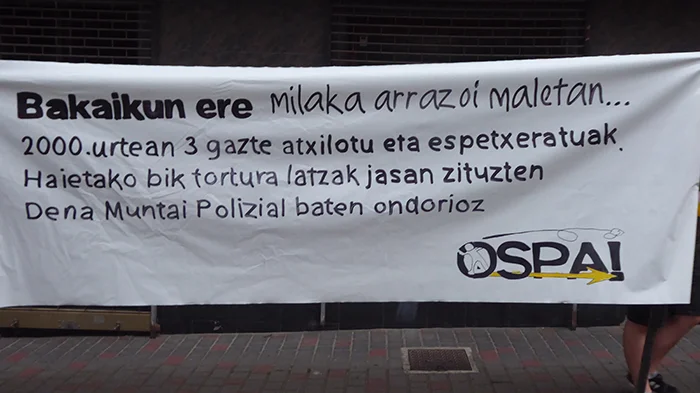 Bakaikun ere milaka arrazoi maletan...
2000.urtean 3 gazte atxilotu eta espetxeratuak.
Haietako bik tortura latzak jasan zituzten
Dena Muntai Polizial baten ondorioz
OSPA!